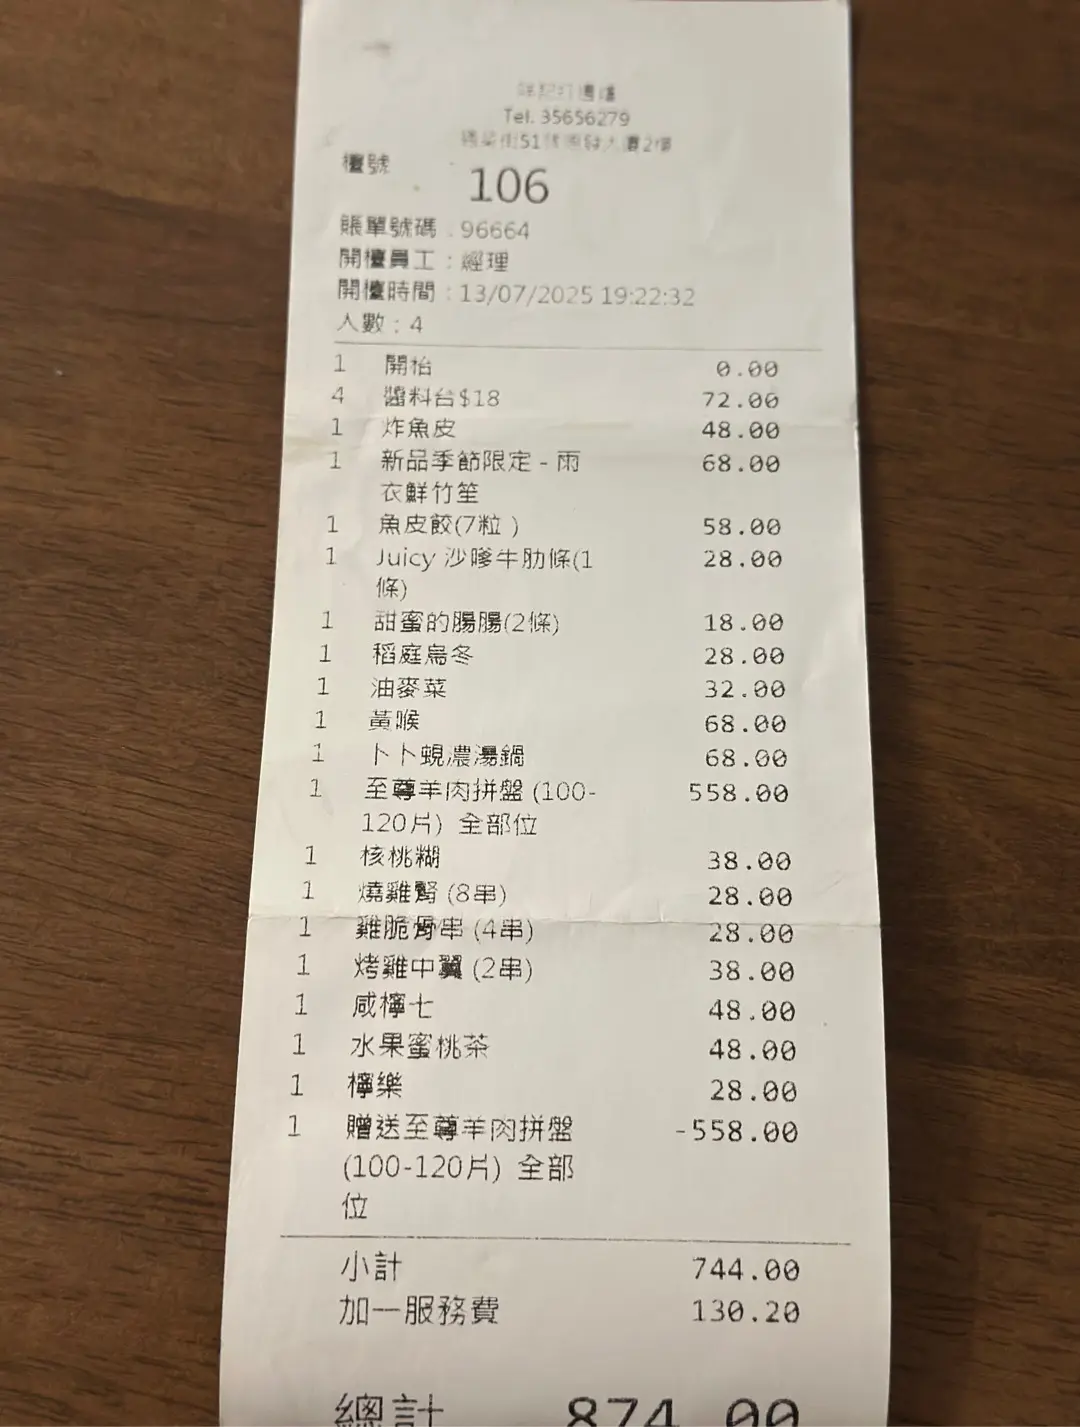 Tel. 35656279
51 2樓
檯號
106
賬單號碼 : 96664
開檯員工 : 經理
開檯時間 : 13/07/2025 19:22:32
人數 : 4
1 開枱 0.00
4 醬料台$18 72.00
1 炸魚皮 48.00
1 新品季節限定 - 雨 68.00
衣鮮竹笙
1 魚皮餃(7粒 ) 58.00
1 Juicy 沙嗲牛肋條(1 28.00
條)
1 甜蜜的腸腸(2條) 18.00
1 稻庭烏冬 28.00
1 油麥菜 32.00
1 黃喉 68.00
1 卜卜蜆濃湯鍋 68.00
1 至尊羊肉拼盤 (100- 558.00
120片) 全部位
1 核桃糊 38.00
1 燒雞腎 (8串) 28.00
1 雞脆骨串 (4串) 28.00
1 烤雞中翼 (2串) 38.00
1 咸檸七 48.00
1 水果蜜桃茶 48.00
1 檸樂 28.00
1 贈送至尊羊肉拼盤 -558.00
(100-120片) 全部
位
小計 744.00
加一服務費 130.20
總計 874.00